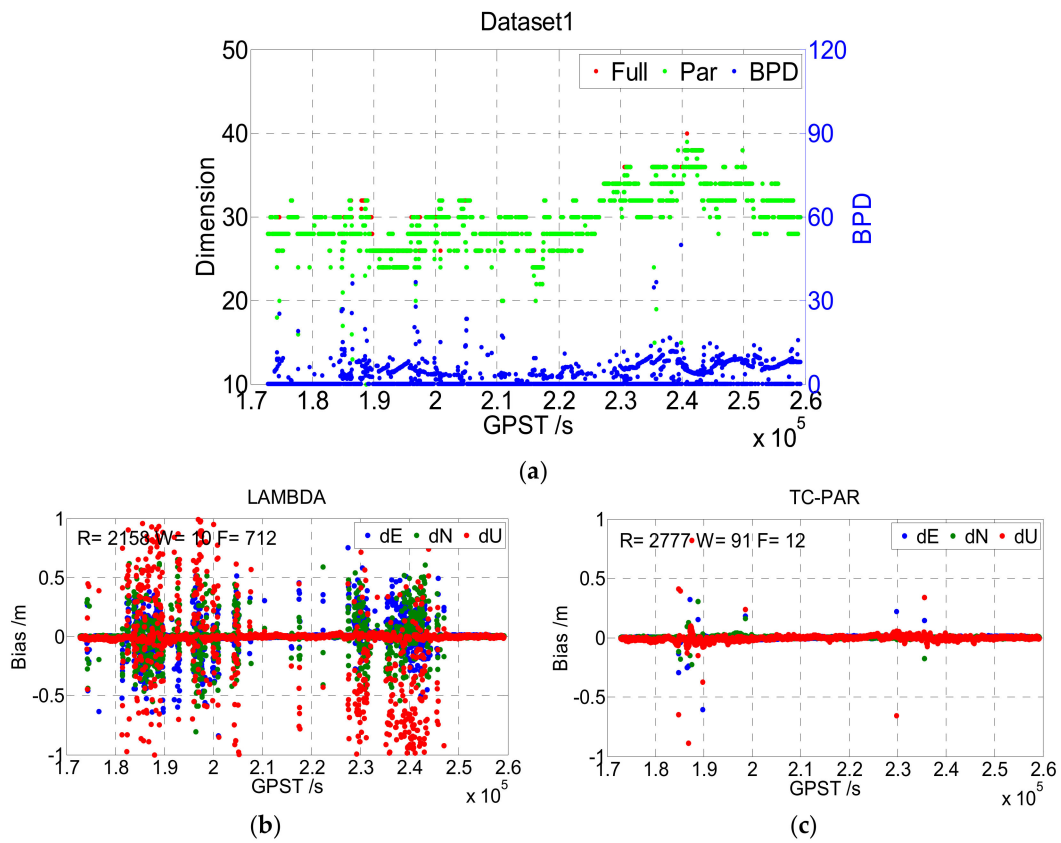 Dataset1
50
40
30
20
10
Dimension
120
90
60
30
0
BPD
Full Par BPD
1.7 1.8 1.9 2 2.1 2.2 2.3 2.4 2.5 2.6
GPST /s
x 10^5
(a)
LAMBDA
R= 2158 W= 10 F= 712
dE dN dU
1
0.5
0
-0.5
-1
Bias /m
1.7 1.8 1.9 2 2.1 2.2 2.3 2.4 2.5 2.6
GPST /s
x 10^5
(b)
TC-PAR
R= 2777 W= 91 F= 12
dE dN dU
1
0.5
0
-0.5
-1
Bias /m
1.7 1.8 1.9 2 2.1 2.2 2.3 2.4 2.5 2.6
GPST /s
x 10^5
(c)